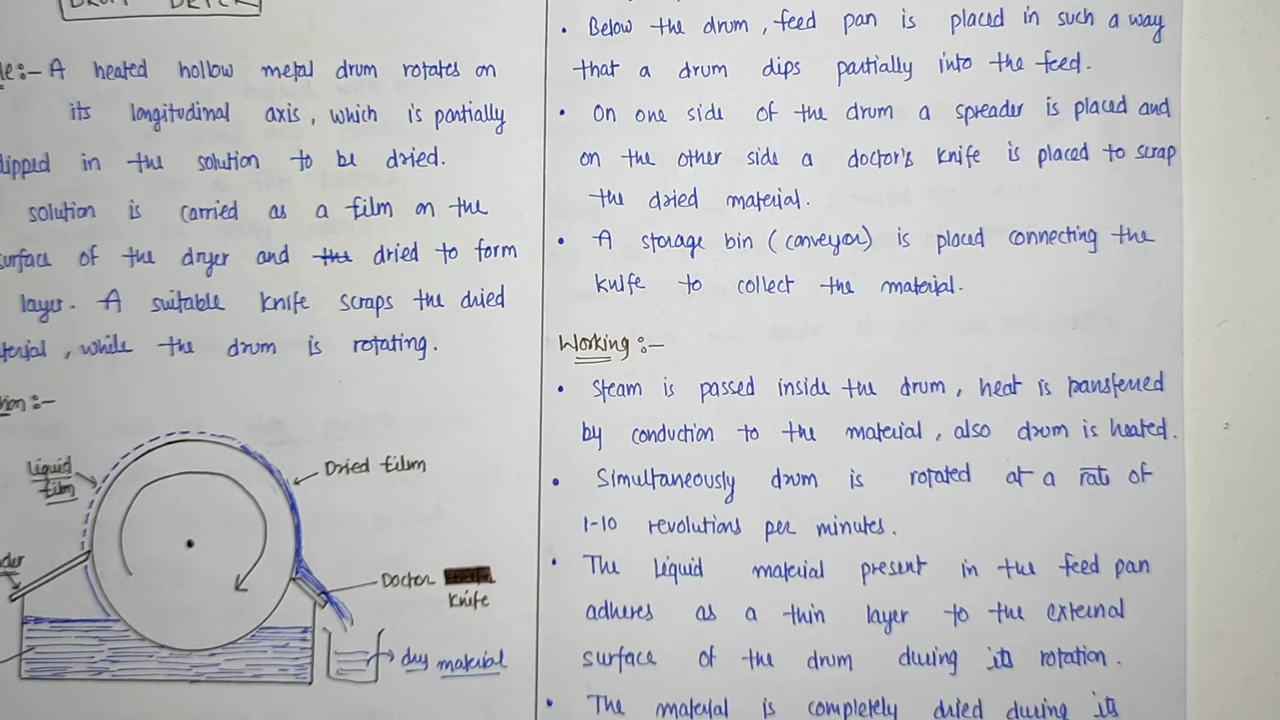 le:- A heated hollow metal drum rotates on
its longitudinal axis, which is partially
dipped in the solution to be dried.
solution is carried as a film on the
surface of the dryer and the dried to form
layer. A suitable knife scraps the dried
terial, while the drum is rotating.
tion:-
Liquid
film
Dried film
der
Doctor
Knife
dry material
• Below the drum, feed pan is placed in such a way
that a drum dips partially into the feed.
• On one side of the drum a spreader is placed and
on the other side a doctor's knife is placed to scrap
the dried material.
• A storage bin (conveyor) is placed connecting the
knife to collect the material.
Working:-
• Steam is passed inside the drum, heat is transferred
by conduction to the material, also drum is heated.
• Simultaneously drum is rotated at a rate of
1-10 revolutions per minutes.
• The Liquid material present in the feed pan
adheres as a thin layer to the external
surface of the drum during its rotation.
• The material is completely dried during its